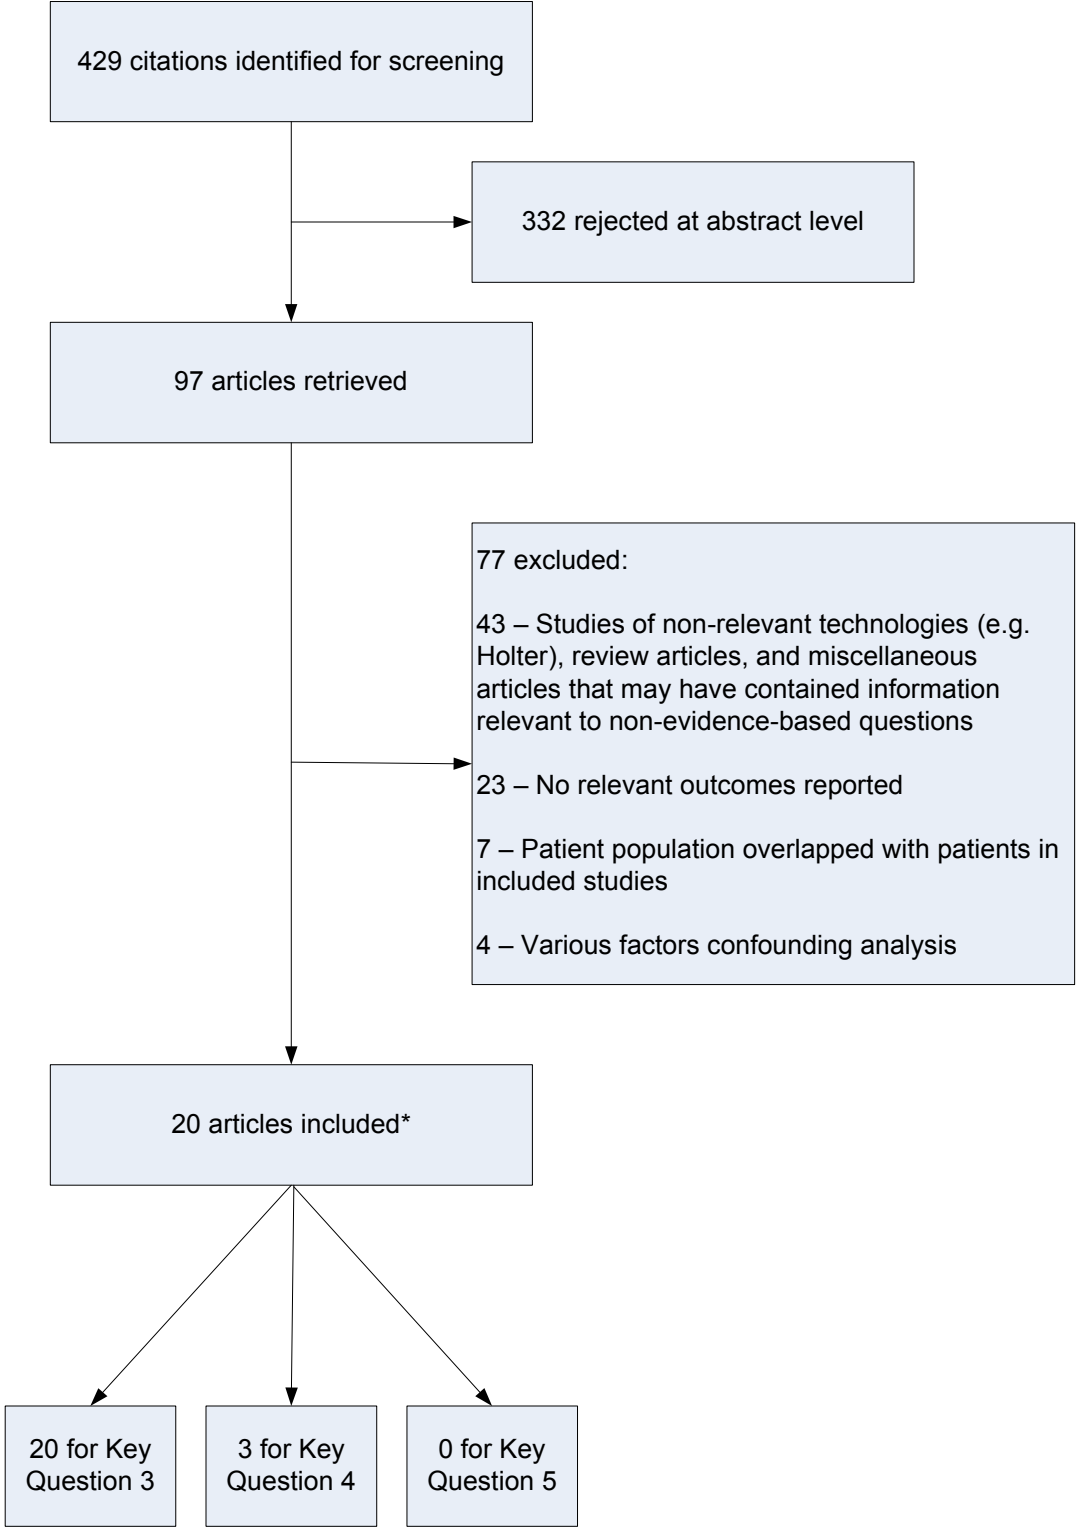 429 citations identified for screening
332 rejected at abstract level
97 articles retrieved
77 excluded:
43 – Studies of non-relevant technologies (e.g.
Holter), review articles, and miscellaneous
articles that may have contained information
relevant to non-evidence-based questions
23 – No relevant outcomes reported
7 – Patient population overlapped with patients in
included studies
4 – Various factors confounding analysis
20 articles included*
20 for Key
Question 3
3 for Key
Question 4
0 for Key
Question 5